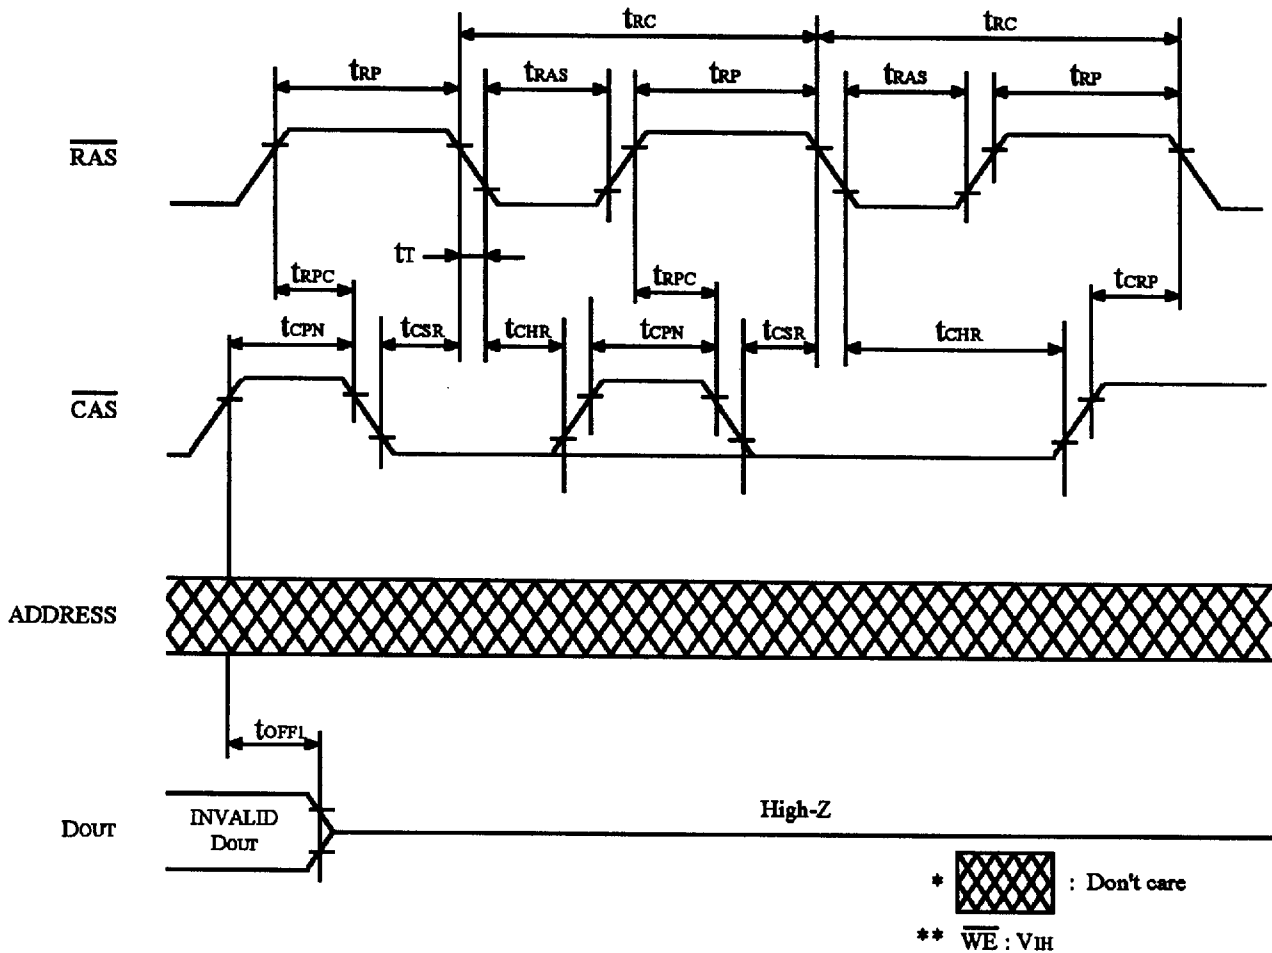 tRC tRC
tRP tRAS tRP tRAS tRP
RAS
tT
tRPC tRPC tCRP
tCPN tCSR tCHR tCPN tCSR tCHR
CAS
ADDRESS
tOFF1
DOUT INVALID DOUT High-Z
* : Don't care
** WE : VIH